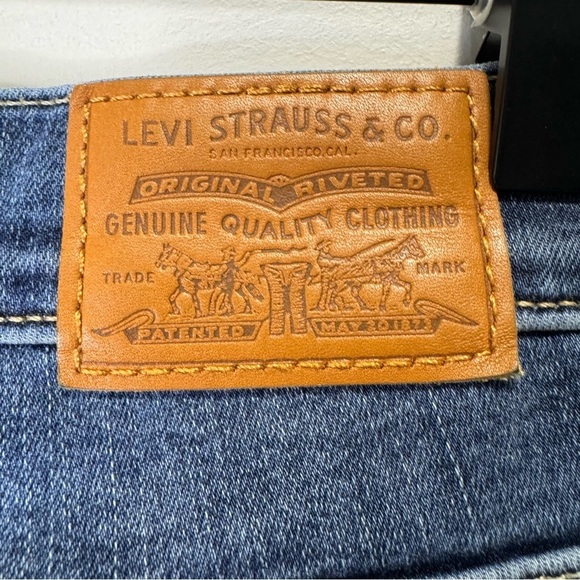 LEVI STRAUSS & CO.
SAN FRANCISCO, CAL.
ORIGINAL RIVETED
GENUINE QUALITY CLOTHING
TRADE MARK
PATENTED MAY 20 1873